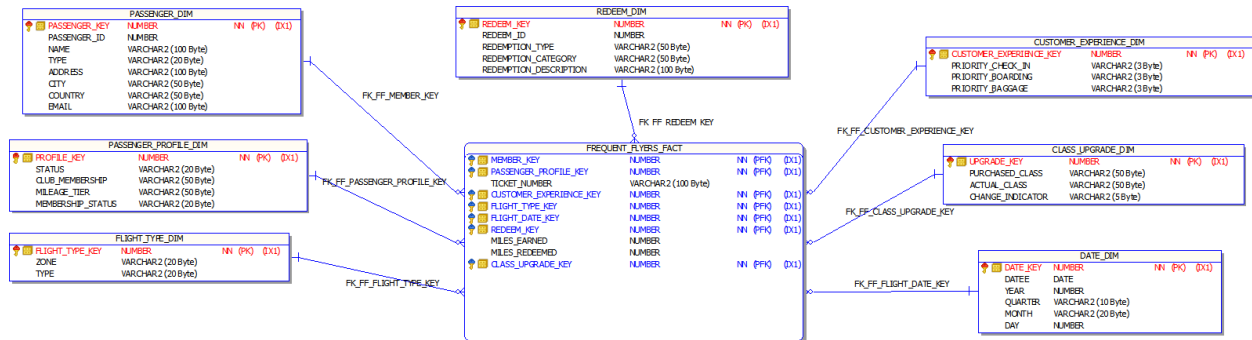 PASSENGER_DIM
PASSENGER_KEY NUMBER NN (PK) (IX1)
PASSENGER_ID NUMBER
NAME VARCHAR2 (100 Byte)
TYPE VARCHAR2 (20 Byte)
ADDRESS VARCHAR2 (100 Byte)
CITY VARCHAR2 (50 Byte)
COUNTRY VARCHAR2 (50 Byte)
EMAIL VARCHAR2 (100 Byte)
REDEEM_DIM
REDEEM_KEY NUMBER NN (PK) (IX1)
REDEEM_ID NUMBER
REDEMPTION_TYPE VARCHAR2 (50 Byte)
REDEMPTION_CATEGORY VARCHAR2 (50 Byte)
REDEMPTION_DESCRIPTION VARCHAR2 (100 Byte)
CUSTOMER_EXPERIENCE_DIM
CUSTOMER_EXPERIENCE_KEY NUMBER NN (PK) (IX1)
PRIORITY_CHECK_IN VARCHAR2 (3 Byte)
PRIORITY_BOARDING VARCHAR2 (3 Byte)
PRIORITY_BAGGAGE VARCHAR2 (3 Byte)
FK_FF_MEMBER_KEY
FK_FF_REDEEM_KEY
FK_FF_CUSTOMER_EXPERIENCE_KEY
PASSENGER_PROFILE_DIM
PROFILE_KEY NUMBER NN (PK) (IX1)
STATUS VARCHAR2 (20 Byte)
CLUB_MEMBERSHIP VARCHAR2 (50 Byte)
MILEAGE_TIER VARCHAR2 (50 Byte)
MEMBERSHIP_STATUS VARCHAR2 (20 Byte)
FK_FF_PASSENGER_PROFILE_KEY
FREQUENT_FLYERS_FACT
MEMBER_KEY NUMBER NN (PFK) (IX1)
PASSENGER_PROFILE_KEY NUMBER NN (PFK) (IX1)
TICKET_NUMBER VARCHAR2 (100 Byte)
CUSTOMER_EXPERIENCE_KEY NUMBER NN (PFK) (IX1)
FLIGHT_TYPE_KEY NUMBER NN (PFK) (IX1)
FLIGHT_DATE_KEY NUMBER NN (PFK) (IX1)
REDEEM_KEY NUMBER NN (PFK) (IX1)
MILES_EARNED NUMBER
MILES_REDEEMED NUMBER
CLASS_UPGRADE_KEY NUMBER NN (PFK) (IX1)
CLASS_UPGRADE_DIM
UPGRADE_KEY NUMBER NN (PK) (IX1)
PURCHASED_CLASS VARCHAR2 (50 Byte)
ACTUAL_CLASS VARCHAR2 (50 Byte)
CHANGE_INDICATOR VARCHAR2 (5 Byte)
FK_FF_CLASS_UPGRADE_KEY
FLIGHT_TYPE_DIM
FLIGHT_TYPE_KEY NUMBER NN (PK) (IX1)
ZONE VARCHAR2 (20 Byte)
TYPE VARCHAR2 (20 Byte)
FK_FF_FLIGHT_TYPE_KEY
FK_FF_FLIGHT_DATE_KEY
DATE_DIM
DATE_KEY NUMBER NN (PK) (IX1)
DATEE DATE
YEAR NUMBER
QUARTER VARCHAR2 (10 Byte)
MONTH VARCHAR2 (20 Byte)
DAY NUMBER